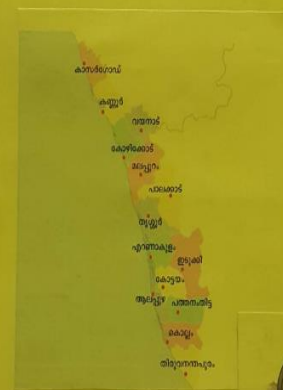 കാസർഗോഡ്
കണ്ണൂർ
വയനാട്
കോഴിക്കോട്
മലപ്പുറം
പാലക്കാട്
തൃശ്ശൂർ
എറണാകുളം
ഇടുക്കി
കോട്ടയം
ആലപ്പുഴ
പത്തനംതിട്ട
കൊല്ലം
തിരുവനന്തപുരം